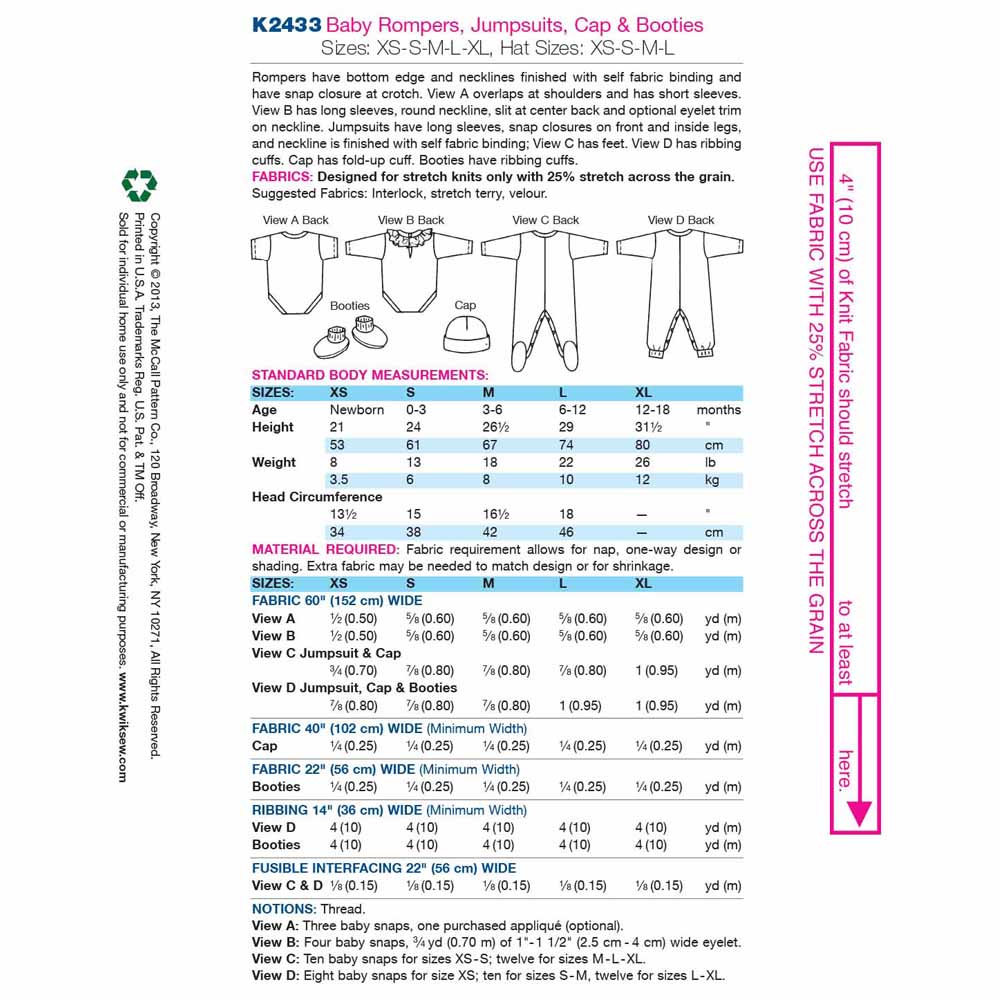 K2433 Baby Rompers, Jumpsuits, Cap & Booties
Sizes: XS-S-M-L-XL, Hat Sizes: XS-S-M-L
Rompers have bottom edge and necklines finished with self fabric binding and
have snap closure at crotch. View A overlaps at shoulders and has short sleeves.
View B has long sleeves, round neckline, slit at center back and optional eyelet trim
on neckline. Jumpsuits have long sleeves, snap closures on front and inside legs,
and neckline is finished with self fabric binding; View C has feet. View D has ribbing
cuffs. Cap has fold-up cuff. Booties have ribbing cuffs.
FABRICS: Designed for stretch knits only with 25% stretch across the grain.
Suggested Fabrics: Interlock, stretch terry, velour.
View A Back View B Back View C Back View D Back
Booties Cap
STANDARD BODY MEASUREMENTS:
SIZES: XS S M L XL
Age Newborn 0-3 3-6 6-12 12-18 months
Height 21 24 26½ 29 31½ "
53 61 67 74 80 cm
Weight 8 13 18 22 26 lb
3.5 6 8 10 12 kg
Head Circumference
13½ 15 16½ 18 — "
34 38 42 46 — cm
MATERIAL REQUIRED: Fabric requirement allows for nap, one-way design or
shading. Extra fabric may be needed to match design or for shrinkage.
SIZES: XS S M L XL
FABRIC 60" (152 cm) WIDE
View A ½ (0.50) ⅝ (0.60) ⅝ (0.60) ⅝ (0.60) ⅝ (0.60) yd (m)
View B ½ (0.50) ⅝ (0.60) ⅝ (0.60) ⅝ (0.60) ⅝ (0.60) yd (m)
View C Jumpsuit & Cap
¾ (0.70) ⅞ (0.80) ⅞ (0.80) ⅞ (0.80) 1 (0.95) yd (m)
View D Jumpsuit, Cap & Booties
⅞ (0.80) ⅞ (0.80) ⅞ (0.80) 1 (0.95) 1 (0.95) yd (m)
FABRIC 40" (102 cm) WIDE (Minimum Width)
Cap ¼ (0.25) ¼ (0.25) ¼ (0.25) ¼ (0.25) ¼ (0.25) yd (m)
FABRIC 22" (56 cm) WIDE (Minimum Width)
Booties ¼ (0.25) ¼ (0.25) ¼ (0.25) ¼ (0.25) ¼ (0.25) yd (m)
RIBBING 14" (36 cm) WIDE (Minimum Width)
View D 4 (10) 4 (10) 4 (10) 4 (10) 4 (10) yd (m)
Booties 4 (10) 4 (10) 4 (10) 4 (10) 4 (10) yd (m)
FUSIBLE INTERFACING 22" (56 cm) WIDE
View C & D ⅛ (0.15) ⅛ (0.15) ⅛ (0.15) ⅛ (0.15) ⅛ (0.15) yd (m)
NOTIONS: Thread.
View A: Three baby snaps, one purchased appliqué (optional).
View B: Four baby snaps, ¾ yd (0.70 m) of 1"-1 1/2" (2.5 cm - 4 cm) wide eyelet.
View C: Ten baby snaps for sizes XS-S; twelve for sizes M-L-XL.
View D: Eight baby snaps for size XS; ten for sizes S-M, twelve for sizes L-XL.
Copyright © 2013, The McCall Pattern Co., 120 Broadway, New York, NY 10271, All Rights Reserved.
Printed in U.S.A. Trademarks Reg. U.S. Pat. & TM Off.
Sold for individual home use only and not for commercial or manufacturing purposes. www.kwiksew.com
4" (10 cm) of Knit Fabric should stretch to at least here.
USE FABRIC WITH 25% STRETCH ACROSS THE GRAIN